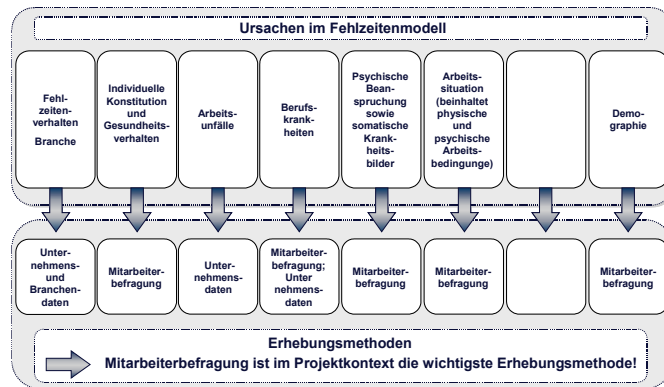 Ursachen im Fehlzeitenmodell
Fehl-
zeiten-
verhalten
Branche
Individuelle
Konstitution
und
Gesundheits-
verhalten
Arbeits-
unfälle
Berufs-
krank-
heiten
Psychische
Bean-
spruchung
sowie
somatische
Krank-
heits-
bilder
Arbeits-
situation
(beinhaltet
physische
und
psychische
Arbeits-
bedingunge)
Demo-
graphie
Unter-
nehmens-
und
Branchen-
daten
Mitarbeiter-
befragung
Unter-
nehmens-
daten
Mitarbeiter-
befragung;
Unter
nehmens-
daten
Mitarbeiter-
befragung
Mitarbeiter-
befragung
Mitarbeiter-
befragung
Erhebungsmethoden
Mitarbeiterbefragung ist im Projektkontext die wichtigste Erhebungsmethode!